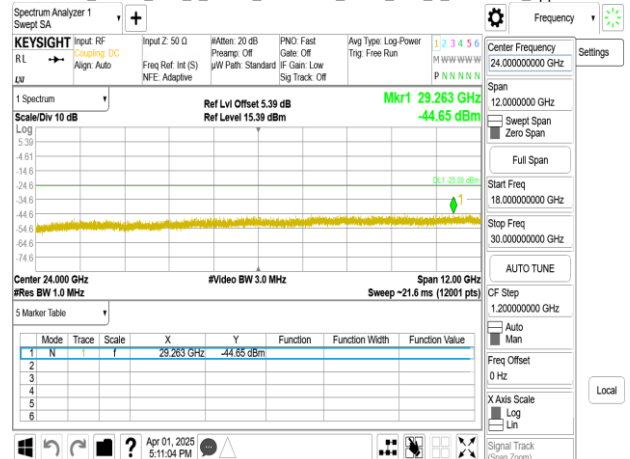 Spectrum Analyzer 1
Swept SA
Frequency
KEYSIGHT
RL
Input: RF
Coupling: DC
Align: Auto
Input Z: 50 Ω
Freq Ref: Int (S)
NFE: Adaptive
#Atten: 20 dB
Preamp: Off
µW Path: Standard
PNO: Fast
Gate: Off
IF Gain: Low
Sig Track: Off
Avg Type: Log-Power
Trig: Free Run
1 2 3 4 5 6
M W W W W W
P N N N N N
Center Frequency
24.000000000 GHz
Settings
Span
12.0000000 GHz
Swept Span
Zero Span
Full Span
Start Freq
18.000000000 GHz
Stop Freq
30.000000000 GHz
AUTO TUNE
CF Step
1.200000000 GHz
Auto
Man
Freq Offset
0 Hz
X Axis Scale
Log
Lin
Signal Track
(Span Zoom)
Local
1 Spectrum
Scale/Div 10 dB
Ref Lvl Offset 5.39 dB
Ref Level 15.39 dBm
Mkr1 29.263 GHz
-44.65 dBm
Log
5.39
-4.61
-14.6
-24.6
-34.6
-44.6
-54.6
-64.6
-74.6
DL1 -25.00 dBm
1
Center 24.000 GHz
#Res BW 1.0 MHz
#Video BW 3.0 MHz
Span 12.00 GHz
Sweep ~21.6 ms (12001 pts)
5 Marker Table
Mode Trace Scale X Y Function Function Width Function Value
1 N 1 f 29.263 GHz -44.65 dBm
2
3
4
5
6
Apr 01, 2025
5:11:04 PM